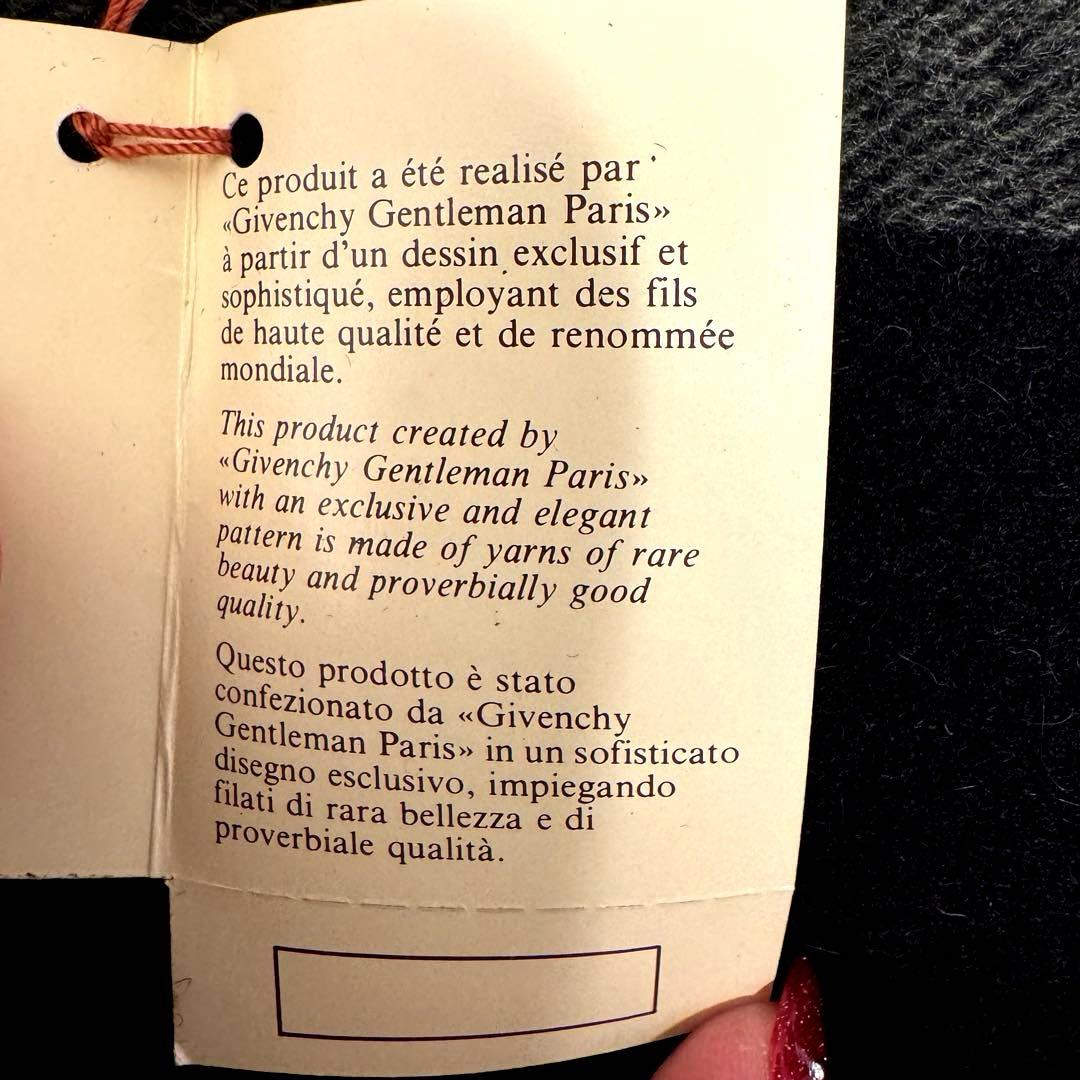 Ce produit a été realisé par
«Givenchy Gentleman Paris»
à partir d'un dessin exclusif et
sophistiqué, employant des fils
de haute qualité et de renommée
mondiale.
This product created by
«Givenchy Gentleman Paris»
with an exclusive and elegant
pattern is made of yarns of rare
beauty and proverbially good
quality.
Questo prodotto è stato
confezionato da «Givenchy
Gentleman Paris» in un sofisticato
disegno esclusivo, impiegando
filati di rara bellezza e di
proverbiale qualità.